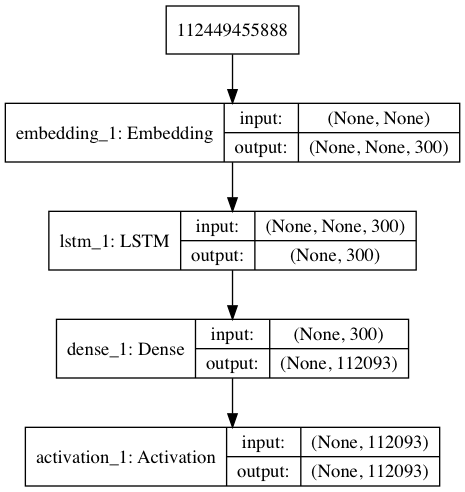 112449455888
embedding_1: Embedding
input: (None, None)
output: (None, None, 300)
lstm_1: LSTM
input: (None, None, 300)
output: (None, 300)
dense_1: Dense
input: (None, 300)
output: (None, 112093)
activation_1: Activation
input: (None, 112093)
output: (None, 112093)